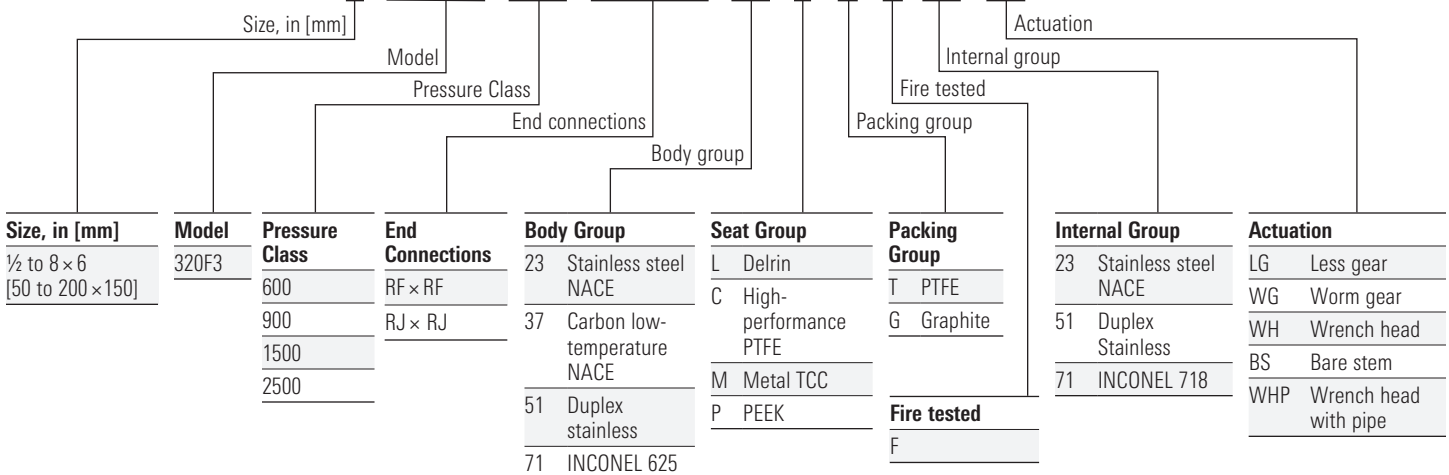 Size, in [mm]
Actuation
Model
Internal group
Pressure Class
Fire tested
End connections
Packing group
Body group
Size, in [mm]
½ to 8 × 6
[50 to 200 × 150]
Model
320F3
Pressure
Class
600
900
1500
2500
End
Connections
RF × RF
RJ × RJ
Body Group
23 Stainless steel
NACE
37 Carbon low-
temperature
NACE
51 Duplex
stainless
71 INCONEL 625
Seat Group
L Delrin
C High-
performance
PTFE
M Metal TCC
P PEEK
Packing
Group
T PTFE
G Graphite
Fire tested
F
Internal Group
23 Stainless steel
NACE
51 Duplex
Stainless
71 INCONEL 718
Actuation
LG Less gear
WG Worm gear
WH Wrench head
BS Bare stem
WHP Wrench head
with pipe